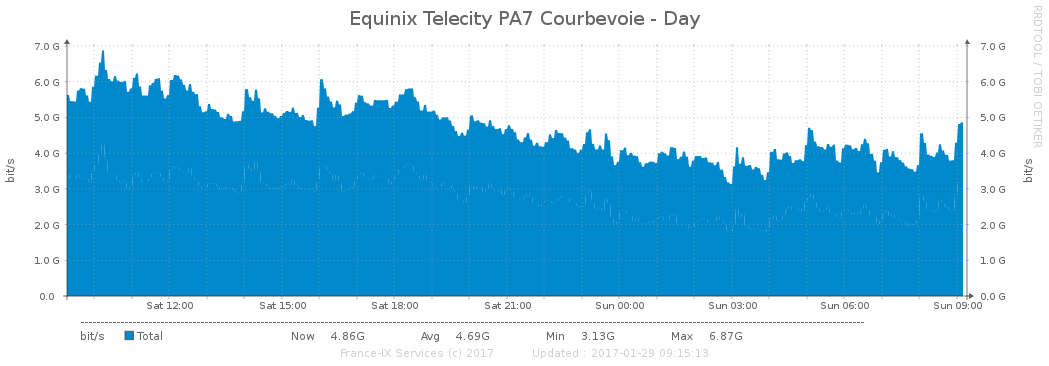 Equinix Telecity PA7 Courbevoie - Day
RRDTOOL / TOBI OETIKER
bit/s
7.0 G 7.0 G
6.0 G 6.0 G
5.0 G 5.0 G
4.0 G 4.0 G
3.0 G 3.0 G
2.0 G 2.0 G
1.0 G 1.0 G
0.0 0.0 G
bit/s
Sat 12:00 Sat 15:00 Sat 18:00 Sat 21:00 Sun 00:00 Sun 03:00 Sun 06:00 Sun 09:00
bit/s Total Now 4.86G Avg 4.69G Min 3.13G Max 6.87G
France-IX Services (c) 2017 Updated : 2017-01-29 09:15:13